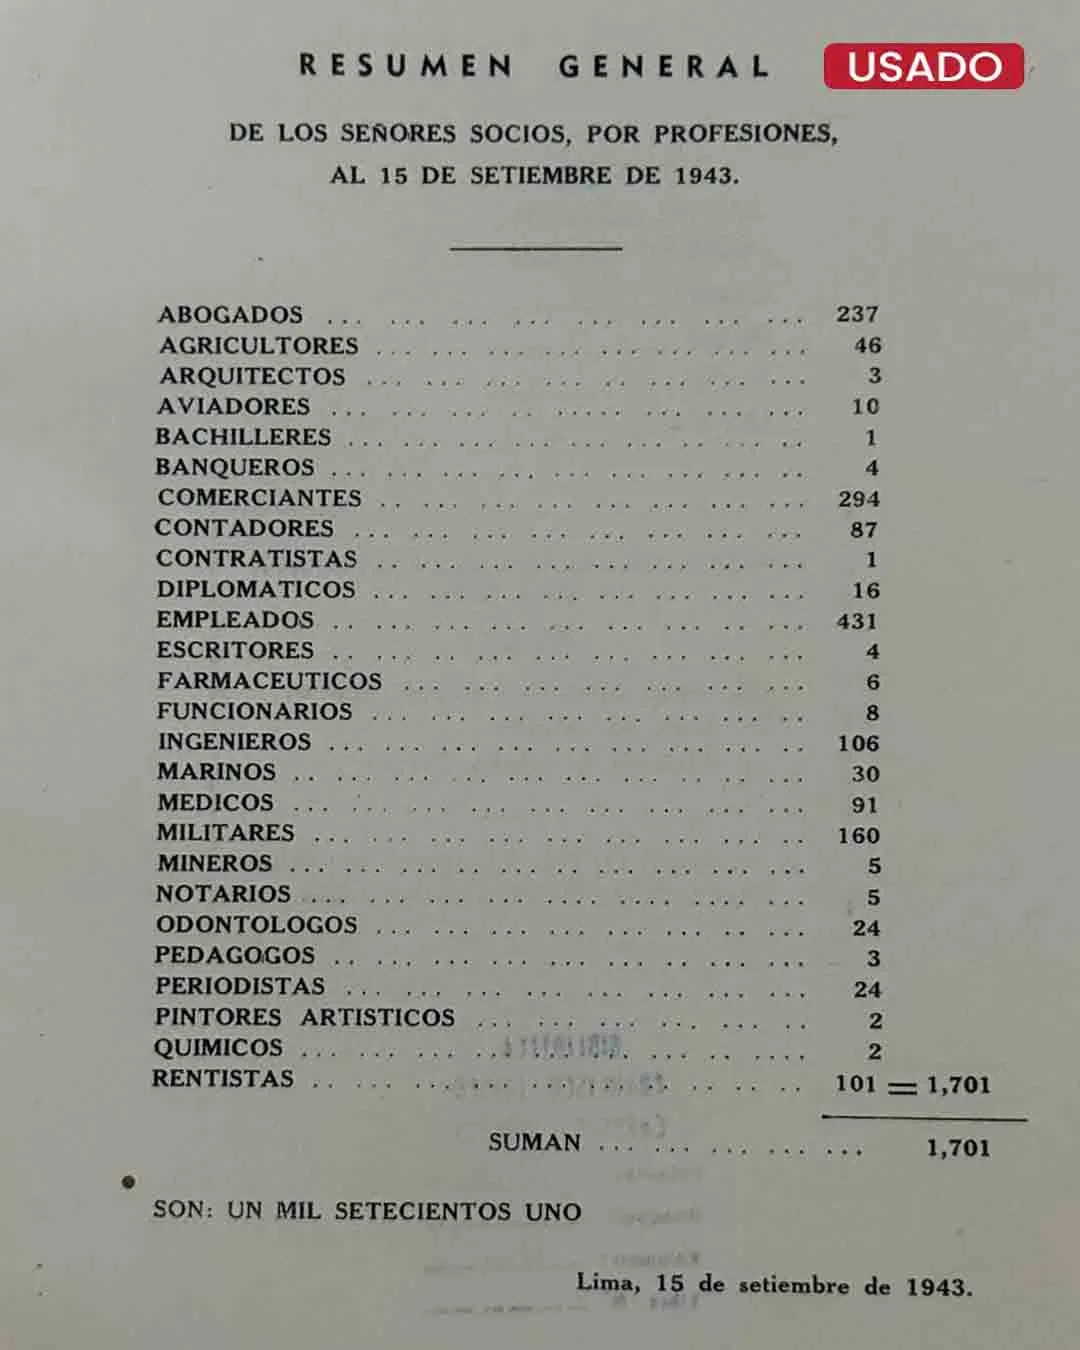 RESUMEN GENERAL
USADO
DE LOS SEÑORES SOCIOS, POR PROFESIONES,
AL 15 DE SETIEMBRE DE 1943.
ABOGADOS ... ... ... ... ... ... ... ... 237
AGRICULTORES ... ... ... ... ... ... ... 46
ARQUITECTOS ... ... ... ... ... ... ... 3
AVIADORES ... ... ... ... ... ... ... ... 10
BACHILLERES ... ... ... ... ... ... ... .. 1
BANQUEROS ... ... ... ... ... ... ... .. 4
COMERCIANTES .. ... ... ... ... ... ... ... 294
CONTADORES ... ... ... ... ... ... ... ... 87
CONTRATISTAS .. ... ... ... ... ... ... ... 1
DIPLOMATICOS ... ... ... ... ... ... ... ... 16
EMPLEADOS .. ... .. ... ... ... .. ... ... 431
ESCRITORES .. ... .. ... ... ... .. ... ... 4
FARMACEUTICOS ... ... ... ... ... ... ... 6
FUNCIONARIOS ... ... ... ... ... ... ... .. 8
INGENIEROS ... ... ... ... ... ... ... ... .. 106
MARINOS .. ... ... ... ... ... ... .. ... 30
MEDICOS ... ... ... ... ... ... ... .. ... 91
MILITARES ... ... ... ... ... ... ... .. ... 160
MINEROS ... ... ... ... ... ... ... ... ... 5
NOTARIOS ... ... ... ... ... ... ... ... 5
ODONTOLOGOS ... ... ... ... ... ... .. ... 24
PEDAGOGOS .. ... ... ... ... ... .. ... ... 3
PERIODISTAS ... ... ... ... ... ... ... ... 24
PINTORES ARTISTICOS ... ... ... ... ... .. 2
QUIMICOS ... ... ... ... ... ... .. .... 2
RENTISTAS .. ... ... ... ... ... .. .. .. 101 = 1,701
SUMAN ... ... ... ... ... 1,701
SON: UN MIL SETECIENTOS UNO
Lima, 15 de setiembre de 1943.